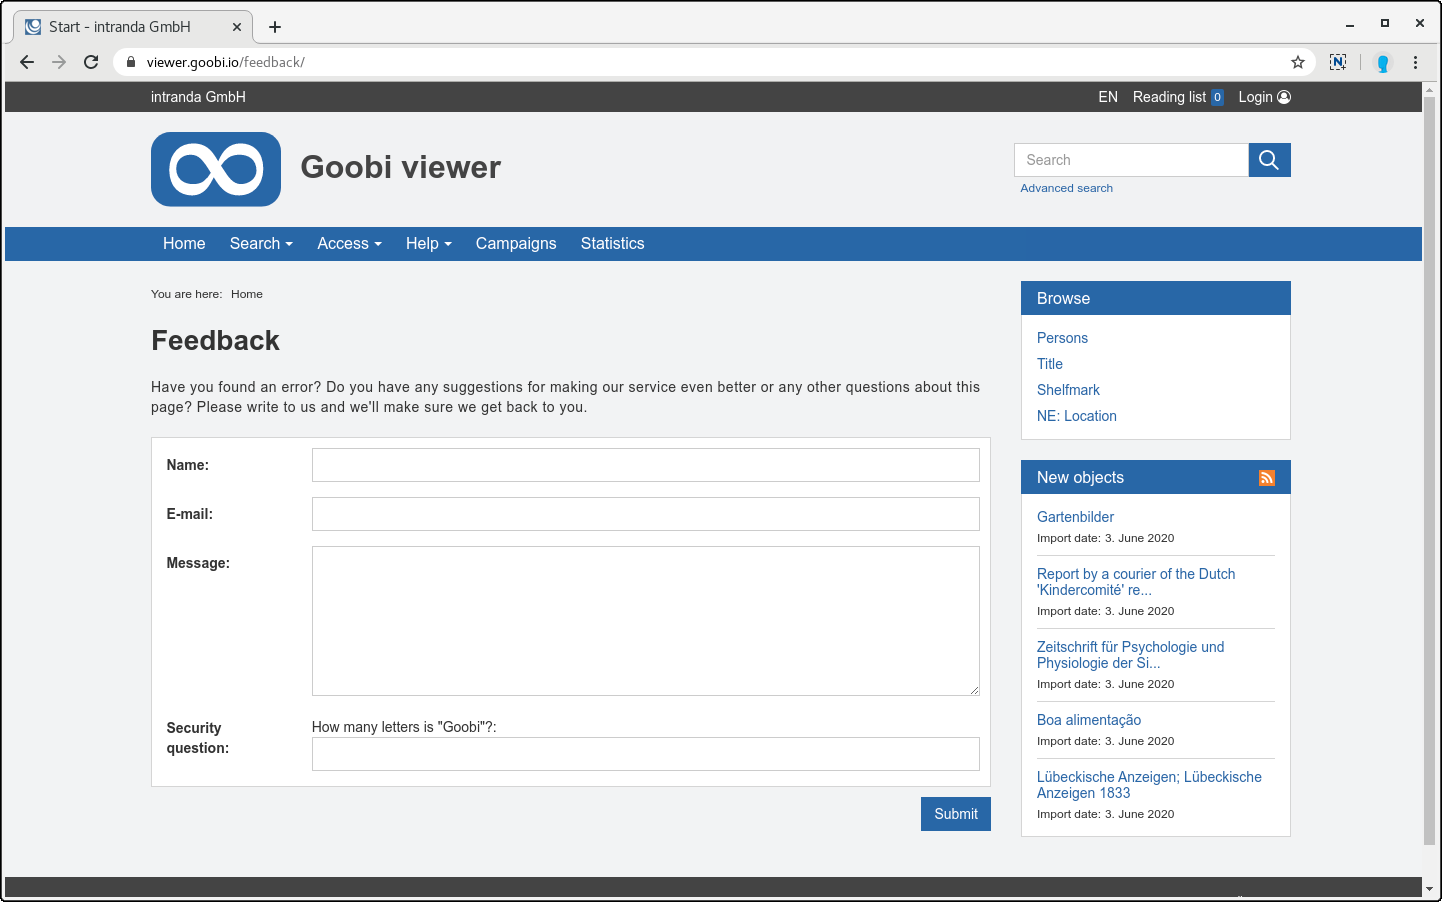 Start - intranda GmbH
viewer.goobi.io/feedback/
intranda GmbH
EN Reading list 0 Login
Goobi viewer
Search
Advanced search
Home Search Access Help Campaigns Statistics
You are here: Home
Feedback
Have you found an error? Do you have any suggestions for making our service even better or any other questions about this
page? Please write to us and we'll make sure we get back to you.
Name:
E-mail:
Message:
Security
question:
How many letters is "Goobi"?:
Submit
Browse
Persons
Title
Shelfmark
NE: Location
New objects
Gartenbilder
Import date: 3. June 2020
Report by a courier of the Dutch
'Kindercomité' re...
Import date: 3. June 2020
Zeitschrift für Psychologie und
Physiologie der Si...
Import date: 3. June 2020
Boa alimentação
Import date: 3. June 2020
Lübeckische Anzeigen; Lübeckische
Anzeigen 1833
Import date: 3. June 2020